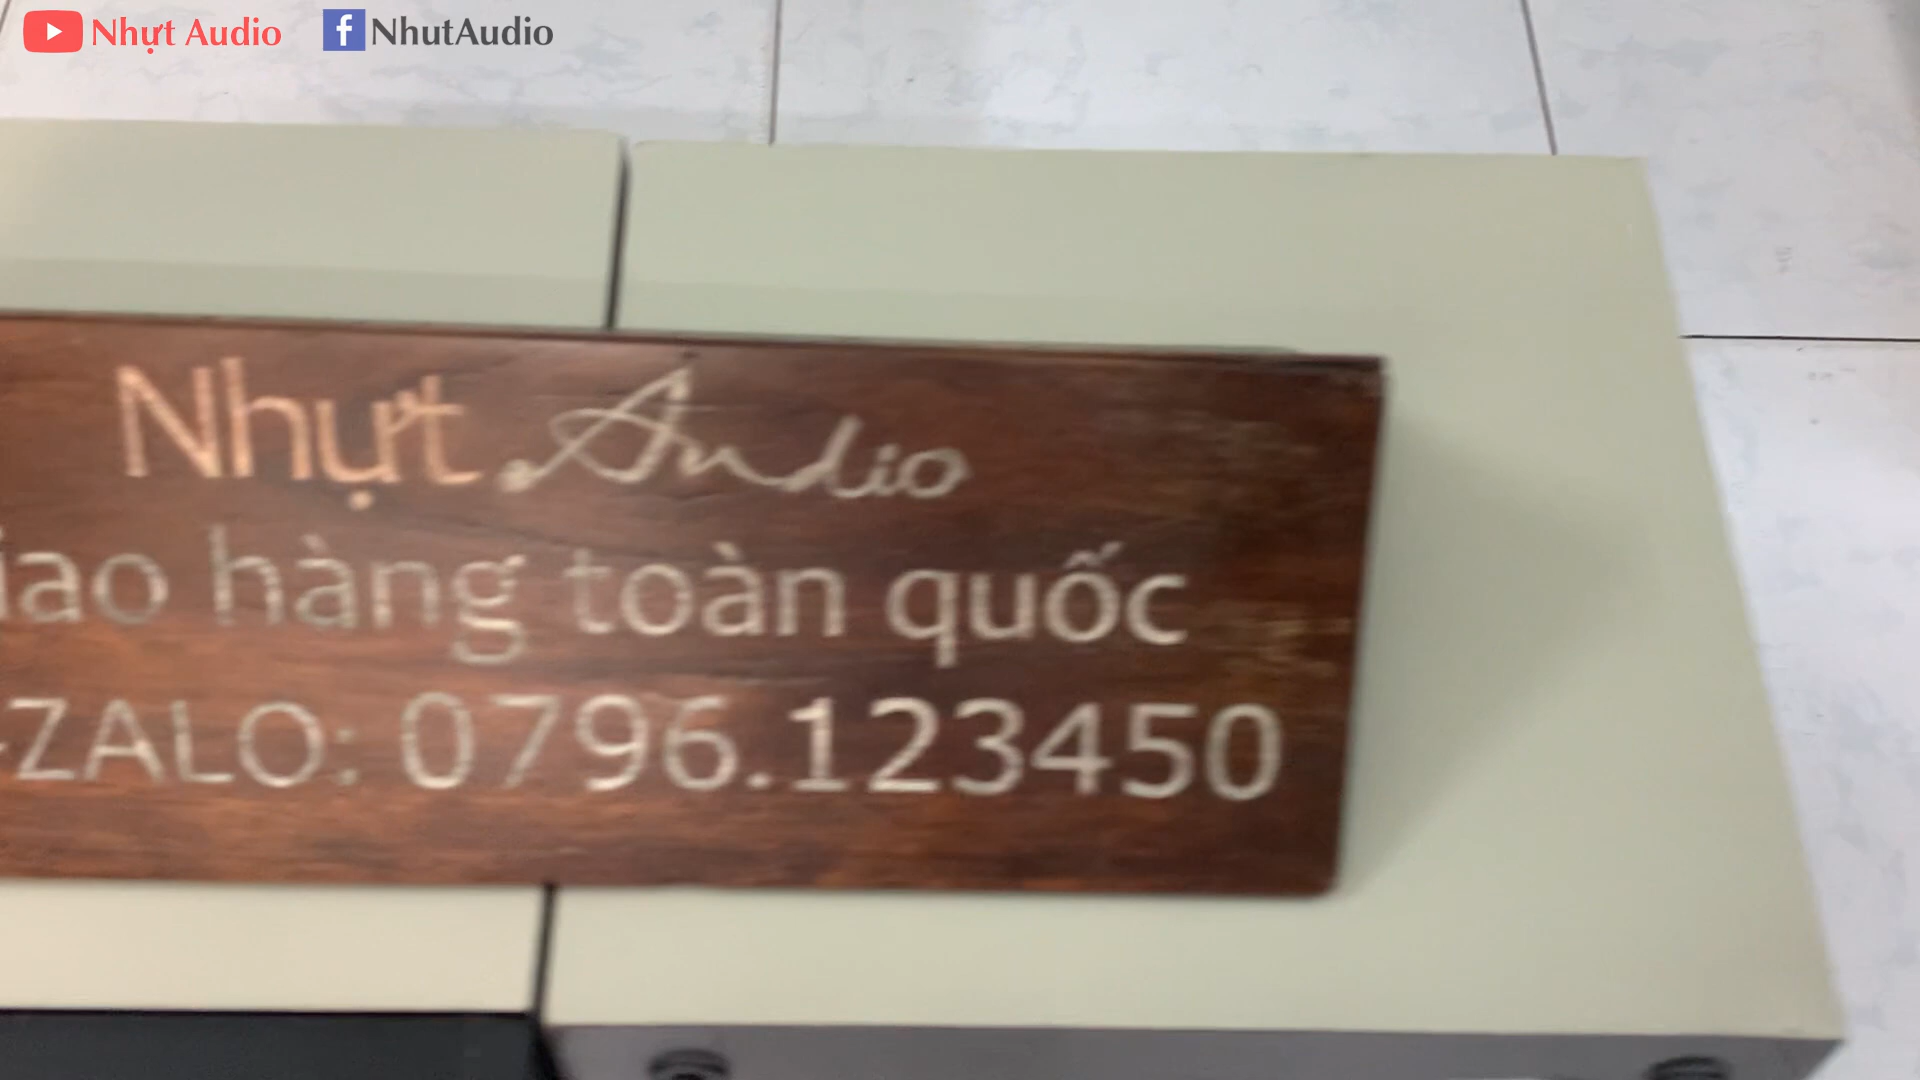 Nhựt Audio NhutAudio
Nhựt Audio
iao hàng toàn quốc
-ZALO: 0796.123450